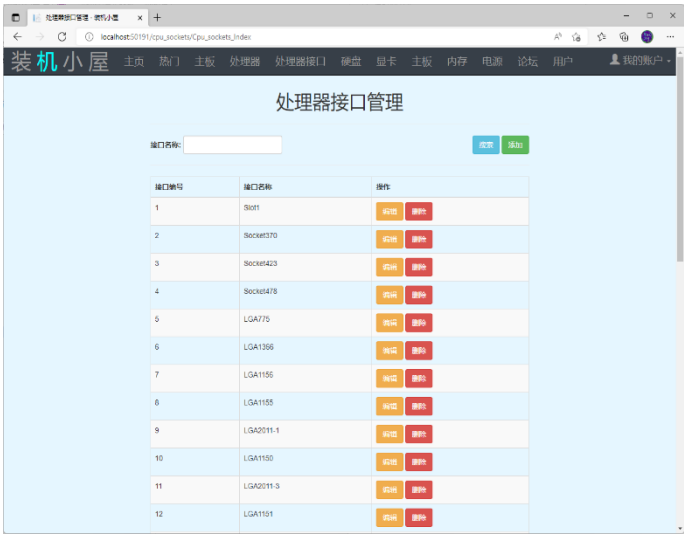 处理器接口管理 - 装机小屋
localhost:50191/cpu_sockets/Cpu_sockets_Index
装机小屋 主页 热门 主板 处理器 处理器接口 硬盘 显卡 主板 内存 电源 论坛 用户 我的账户
处理器接口管理
接口名称: 搜索 添加
接口编号 接口名称 操作
1 Slot1 编辑 删除
2 Socket370 编辑 删除
3 Socket423 编辑 删除
4 Socket478 编辑 删除
5 LGA775 编辑 删除
6 LGA1366 编辑 删除
7 LGA1156 编辑 删除
8 LGA1155 编辑 删除
9 LGA2011-1 编辑 删除
10 LGA1150 编辑 删除
11 LGA2011-3 编辑 删除
12 LGA1151 编辑 删除